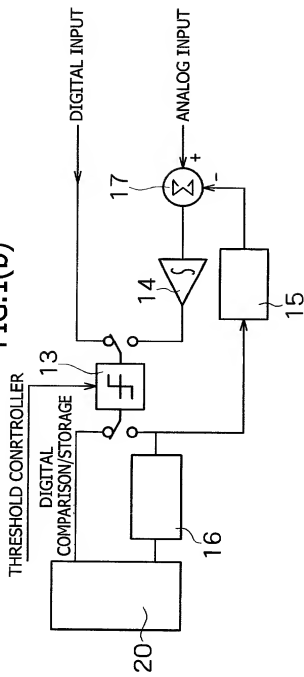 FIG.1(b)
THRESHOLD CONRTROLLER
DIGITAL INPUT
13
DIGITAL
COMPARISON/STORAGE
14
17
Σ
∫
+
-
ANALOG INPUT
20
16
15